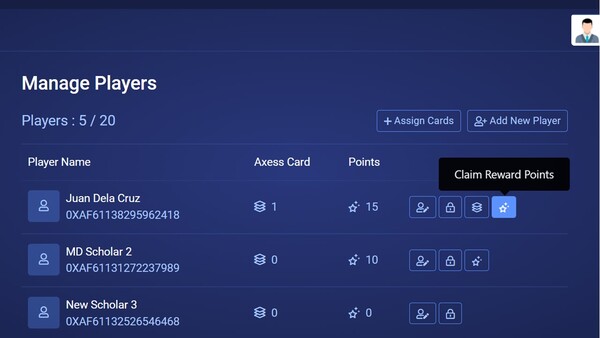 Manage Players
Players : 5 / 20
+ Assign Cards
Add New Player
Player Name
Axess Card
Points
Claim Reward Points
Juan Dela Cruz
1
15
0XAF61138295962418
MD Scholar 2
0
10
0XAF61131272237989
New Scholar 3
0
0
0XAF61132526546468